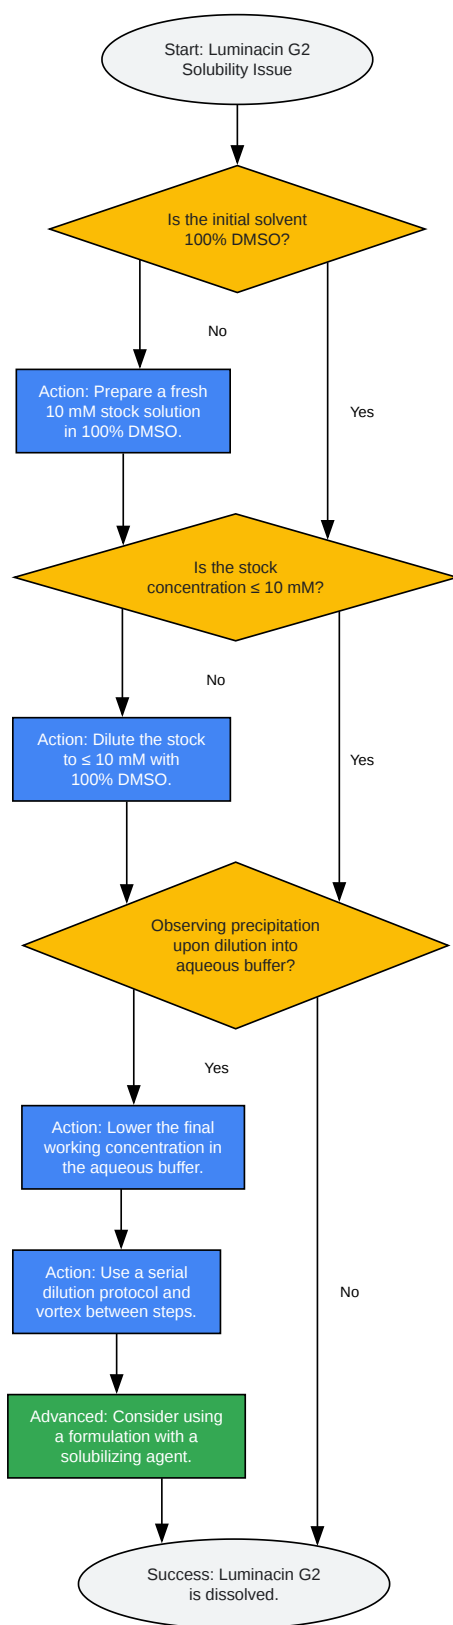 Start: Luminacin G2
Solubility Issue
Is the initial solvent
100% DMSO?
No
Yes
Action: Prepare a fresh
10 mM stock solution
in 100% DMSO.
Is the stock
concentration ≤ 10 mM?
No
Yes
Action: Dilute the stock
to ≤ 10 mM with
100% DMSO.
Observing precipitation
upon dilution into
aqueous buffer?
Yes
Action: Lower the final
working concentration in
the aqueous buffer.
Action: Use a serial
dilution protocol and
vortex between steps.
No
Advanced: Consider using
a formulation with a
solubilizing agent.
Success: Luminacin G2
is dissolved.